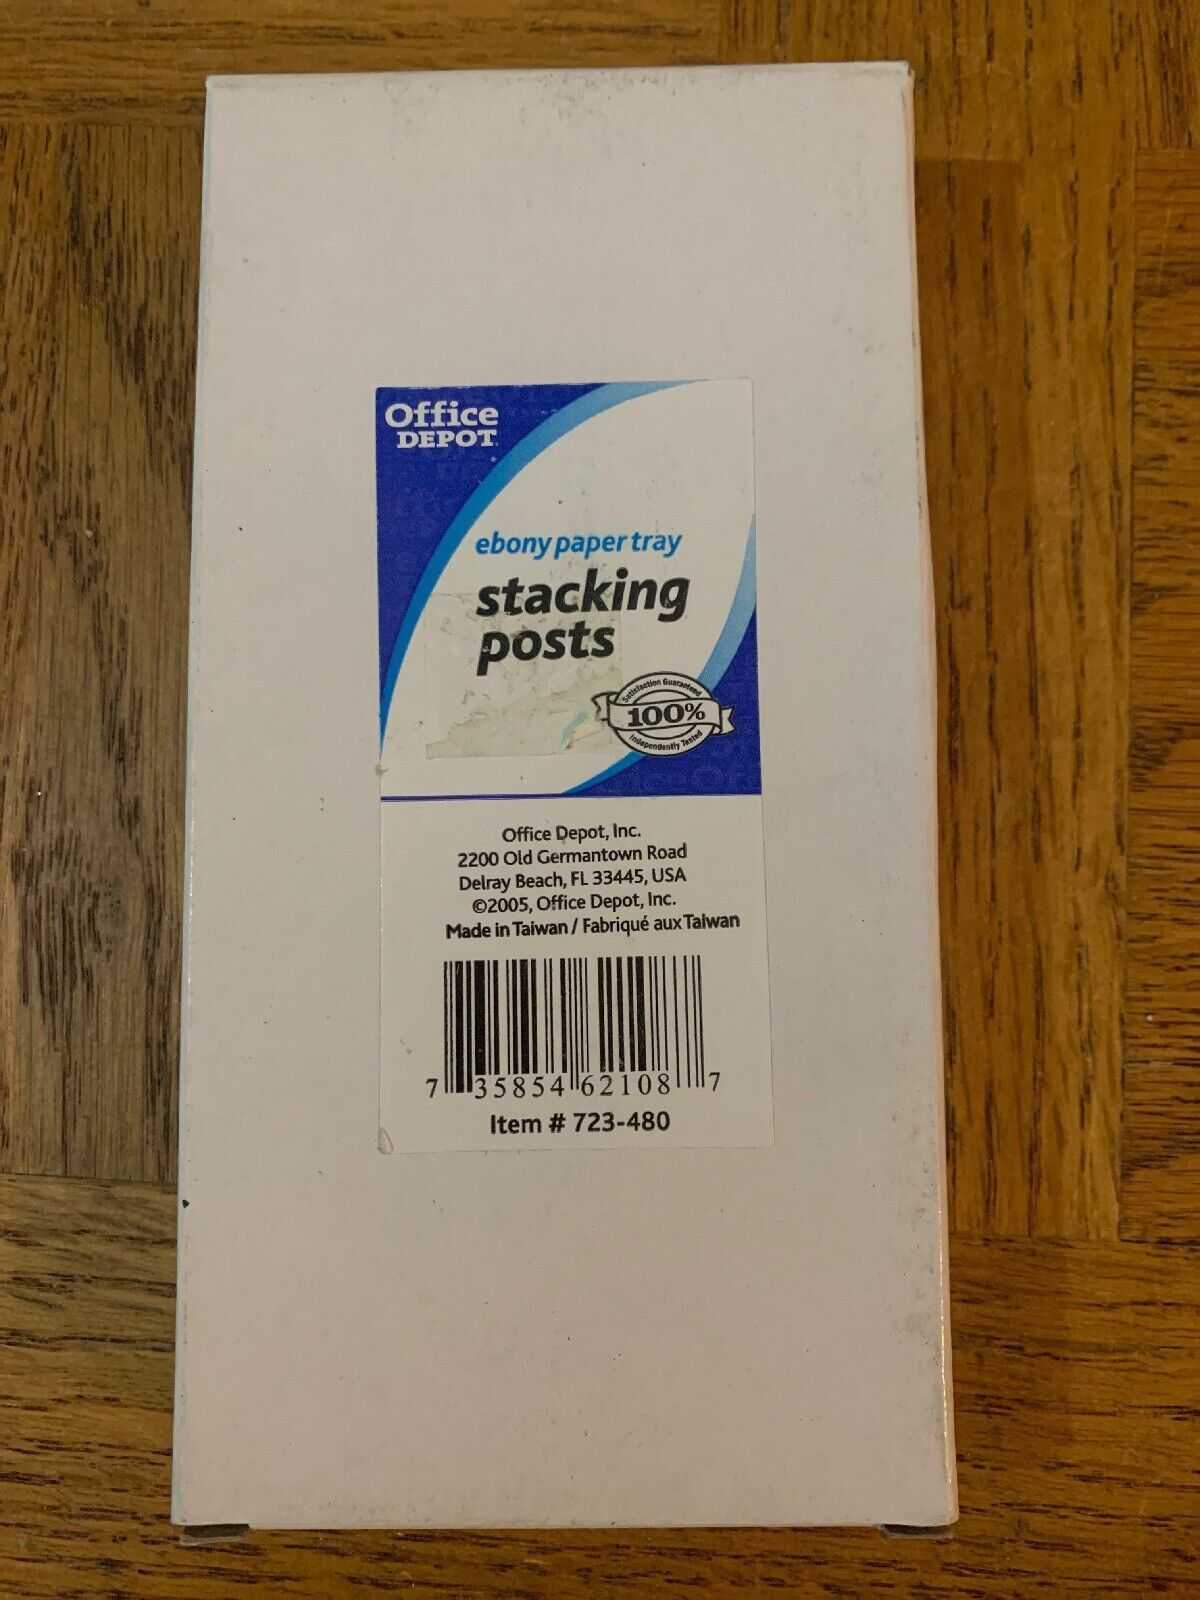 Office
DEPOT
ebony paper tray
stacking
posts
Satisfaction Guaranteed
100%
Independently Tested
Office Depot, Inc.
2200 Old Germantown Road
Delray Beach, FL 33445, USA
©2005, Office Depot, Inc.
Made in Taiwan / Fabriqué aux Taiwan
7 35854 62108 7
Item # 723-480